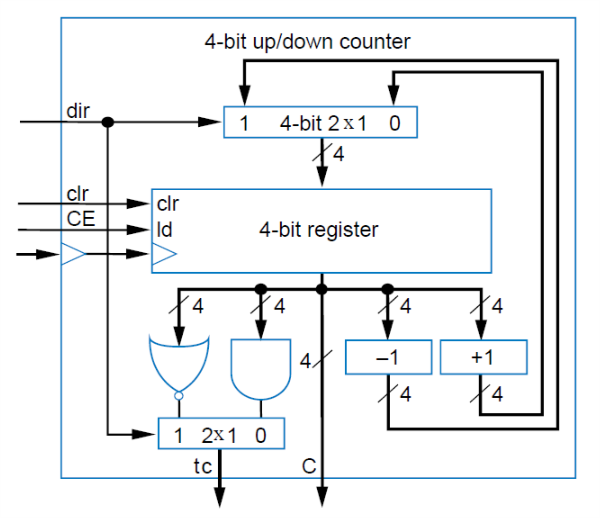 4-bit up/down counter
dir
1 4-bit 2x1 0
4
clr
clr
CE
ld
4-bit register
4 4 4 4
4
–1 +1
4 4
1 2x1 0
tc C